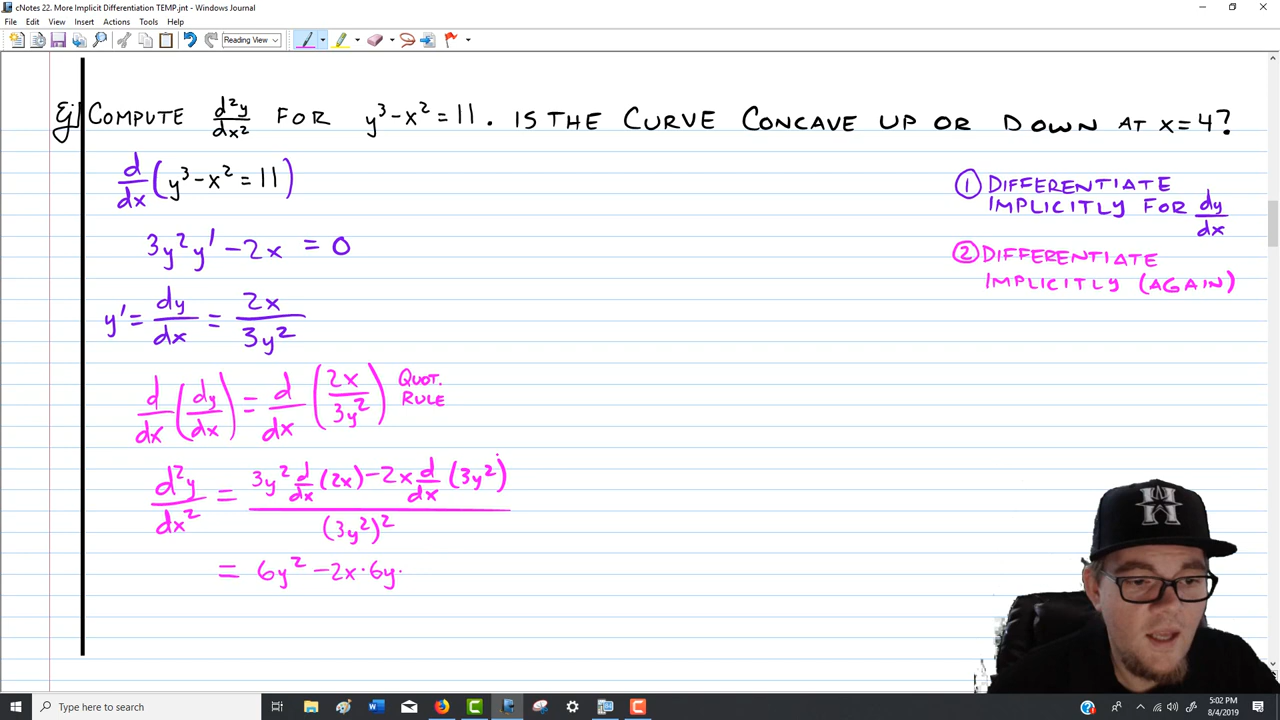 cNotes 22. More Implicit Differentiation TEMP.jnt - Windows Journal
File Edit View Insert Actions Tools Help
Reading View
Ej) COMPUTE d²y/dx² FOR y³-x²=11. IS THE CURVE CONCAVE UP OR DOWN AT x=4?
d/dx (y³-x²=11)
3y²y' -2x = 0
y' = dy/dx = 2x/3y²
d/dx (dy/dx) = d/dx (2x/3y²) QUOT. RULE
d²y/dx² = 3y² d/dx (2x) - 2x d/dx (3y²) / (3y²)²
= 6y² -2x·6y·
① DIFFERENTIATE
IMPLICITLY FOR dy/dx
② DIFFERENTIATE
IMPLICITLY (AGAIN)
Type here to search
5:02 PM
8/4/2019